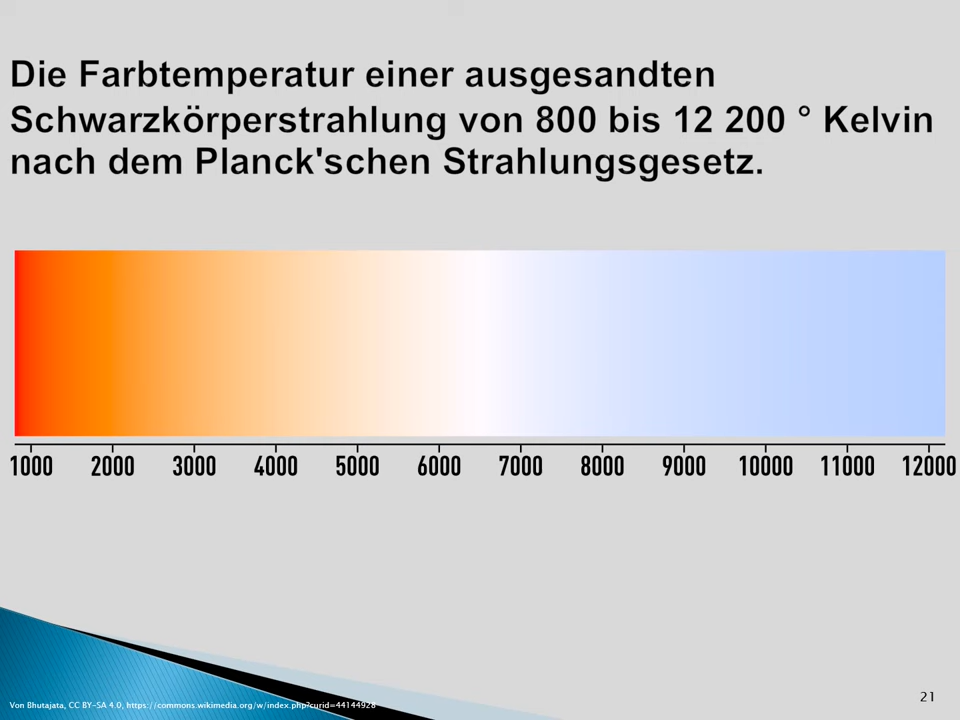 Die Farbtemperatur einer ausgesandten
Schwarzkörperstrahlung von 800 bis 12 200 ° Kelvin
nach dem Planck'schen Strahlungsgesetz.
1000 2000 3000 4000 5000 6000 7000 8000 9000 10000 11000 12000
21
Von Bhutajata, CC BY-SA 4.0, https://commons.wikimedia.org/w/index.php?curid=44144928